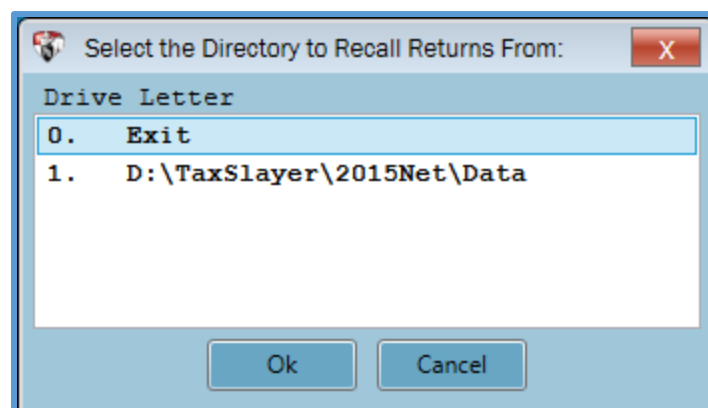 Select the Directory to Recall Returns From:
X
Drive Letter
0. Exit
1. D:\TaxSlayer\2015Net\Data
Ok Cancel